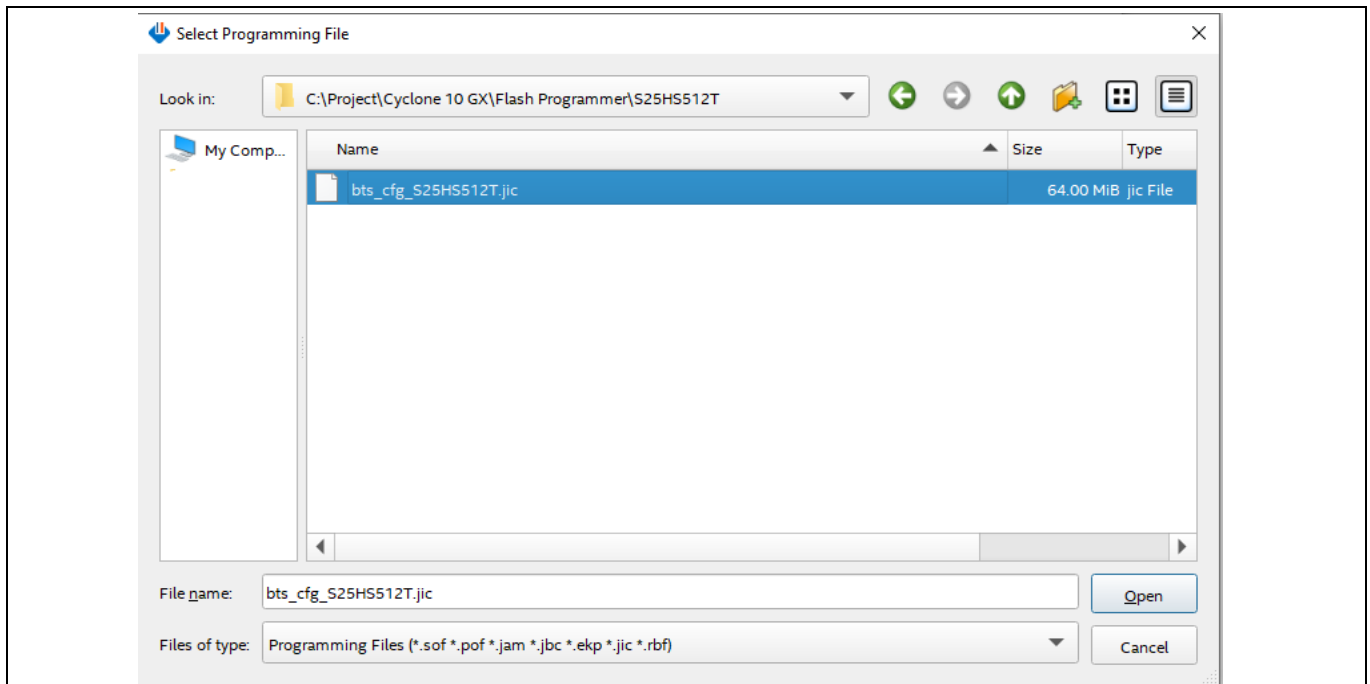 Select Programming File
Look in: C:\Project\Cyclone 10 GX\Flash Programmer\S25HS512T
My Comp... Name Size Type
bts_cfg_S25HS512T.jic 64.00 MiB jic File
File name: bts_cfg_S25HS512T.jic Open
Files of type: Programming Files (*.sof *.pof *.jam *.jbc *.ekp *.jic *.rbf) Cancel